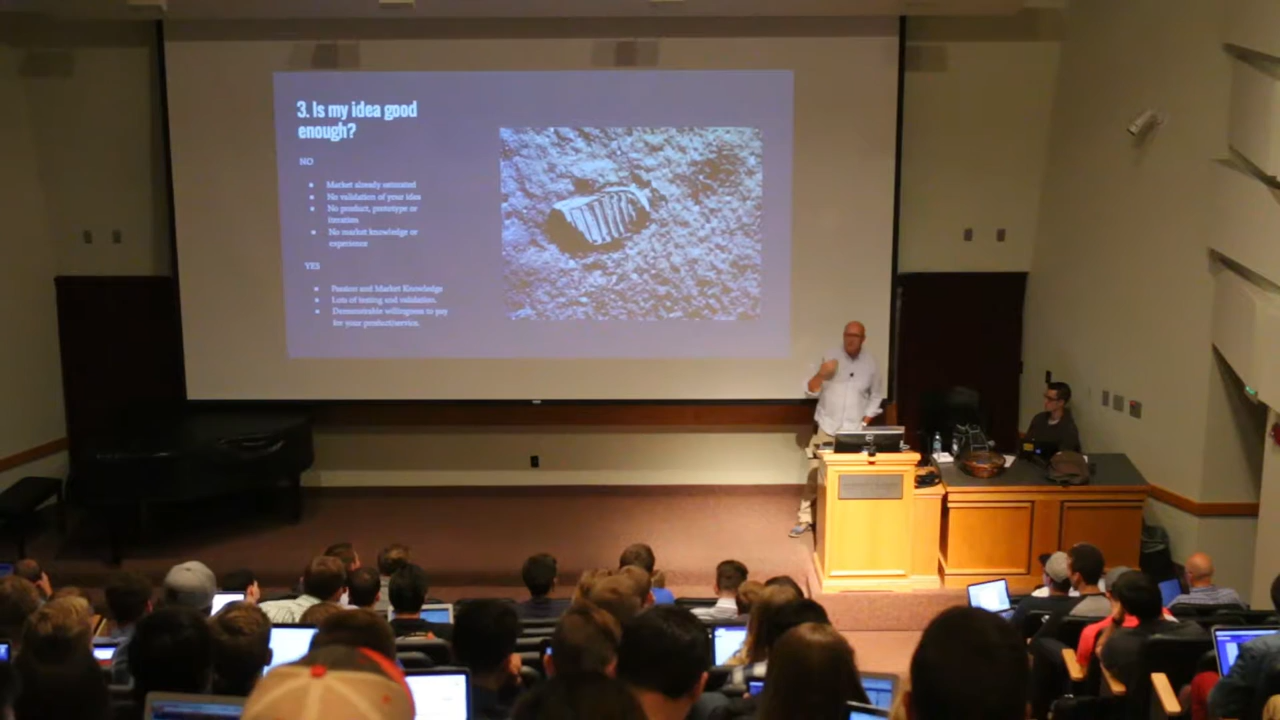 3. Is my idea good
enough?
NO
Market already saturated
No validation of your idea
No product, prototype or
iteration
No market knowledge or
experience
YES
Passion and Market Knowledge
Lots of testing and validation.
Demonstrable willingness to pay
for your product/service.